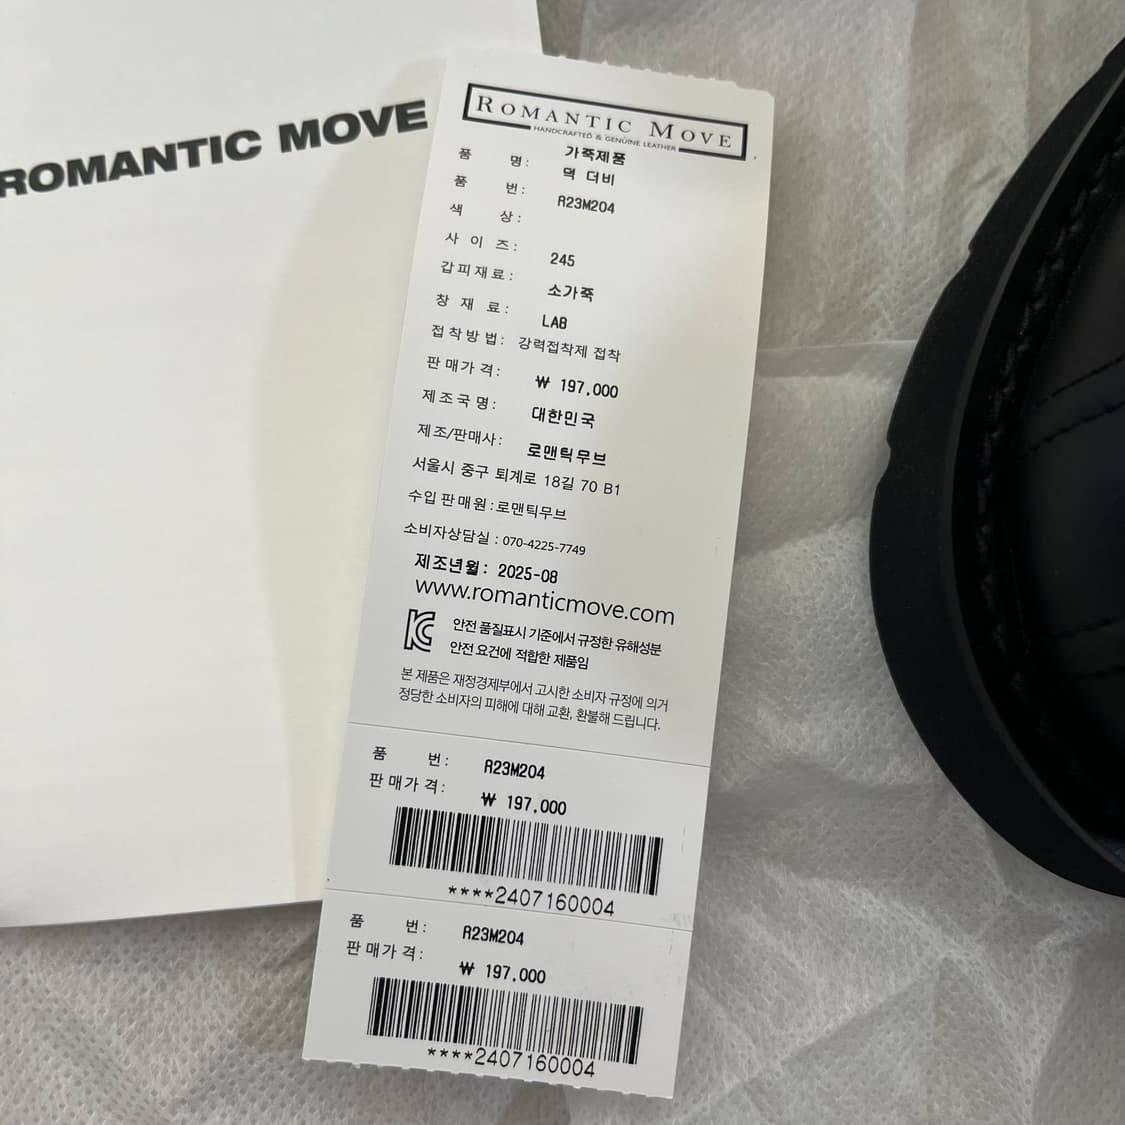 ROMANTIC MOVE
ROMANTIC MOVE
HANDCRAFTED & GENUINE LEATHER
가죽제품
품 명: 덕 더비
품 번: R23M204
색 상:
사 이 즈: 245
갑피재료: 소가죽
창 재 료: LAB
접착방법: 강력접착제 접착
판매가격: ₩ 197,000
제조국명: 대한민국
제조/판매사: 로맨틱무브
서울시 중구 퇴계로 18길 70 B1
수입 판매원 : 로맨틱무브
소비자상담실 : 070-4225-7749
제조년월: 2025-08
www.romanticmove.com
안전 품질표시 기준에서 규정한 유해성분
안전 요건에 적합한 제품임
본 제품은 재정경제부에서 고시한 소비자 규정에 의거
정당한 소비자의 피해에 대해 교환, 환불해 드립니다.
품 번: R23M204
판매가격: ₩ 197,000
****2407160004
품 번: R23M204
판매가격: ₩ 197,000
****2407160004